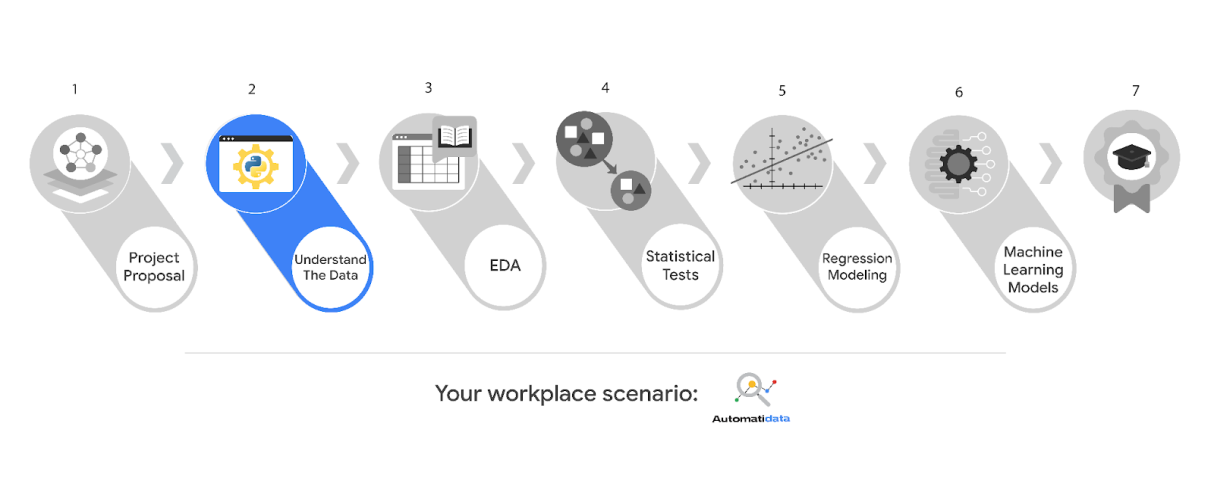 1
2
3
4
5
6
7
Project
Proposal
Understand
The Data
EDA
Statistical
Tests
Regression
Modeling
Machine
Learning
Models
Your workplace scenario:
Automatidata